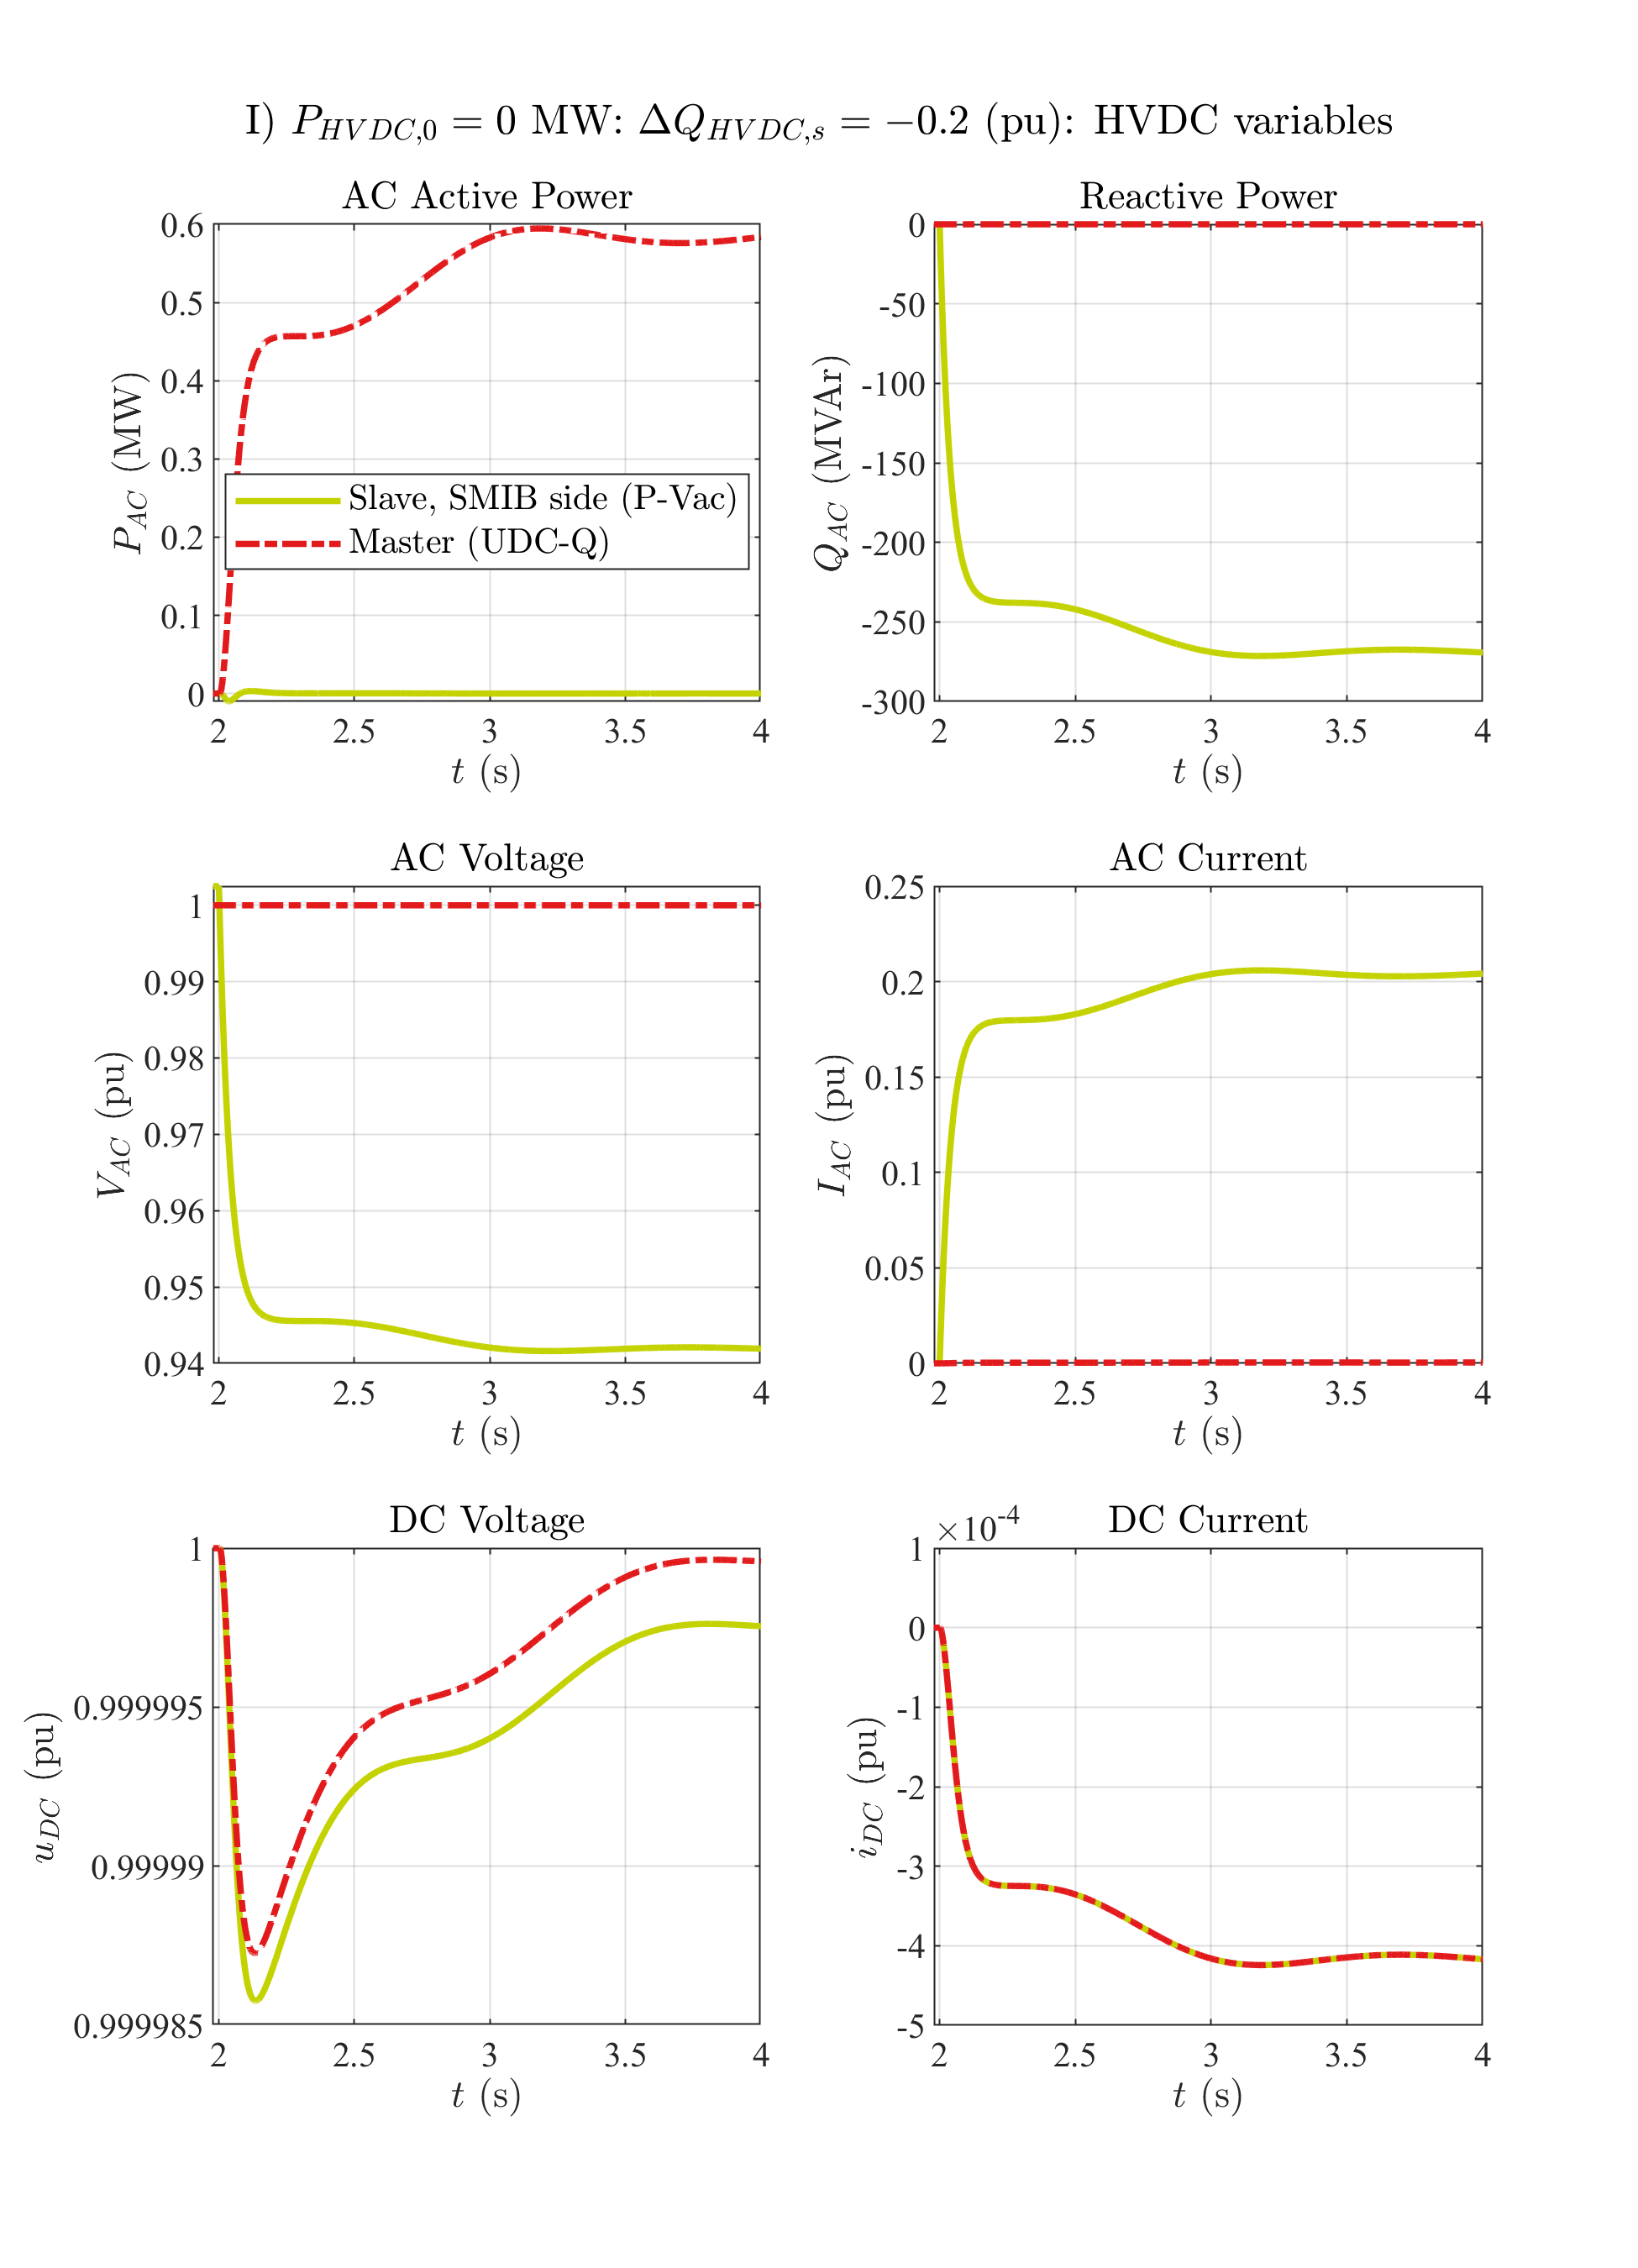 I) P_{HVDC,0} = 0 MW: ΔQ_{HVDC,s} = −0.2 (pu): HVDC variables
AC Active Power
0.6
0.5
0.4
0.3
0.2
0.1
0
P_{AC} (MW)
Slave, SMIB side (P-Vac)
Master (UDC-Q)
2 2.5 3 3.5 4
t (s)
Reactive Power
0
-50
-100
-150
-200
-250
-300
Q_{AC} (MVAr)
2 2.5 3 3.5 4
t (s)
AC Voltage
1
0.99
0.98
0.97
0.96
0.95
0.94
V_{AC} (pu)
2 2.5 3 3.5 4
t (s)
AC Current
0.25
0.2
0.15
0.1
0.05
0
I_{AC} (pu)
2 2.5 3 3.5 4
t (s)
DC Voltage
1
0.999995
0.99999
0.999985
u_{DC} (pu)
2 2.5 3 3.5 4
t (s)
DC Current
×10^{-4}
1
0
-1
-2
-3
-4
-5
i_{DC} (pu)
2 2.5 3 3.5 4
t (s)